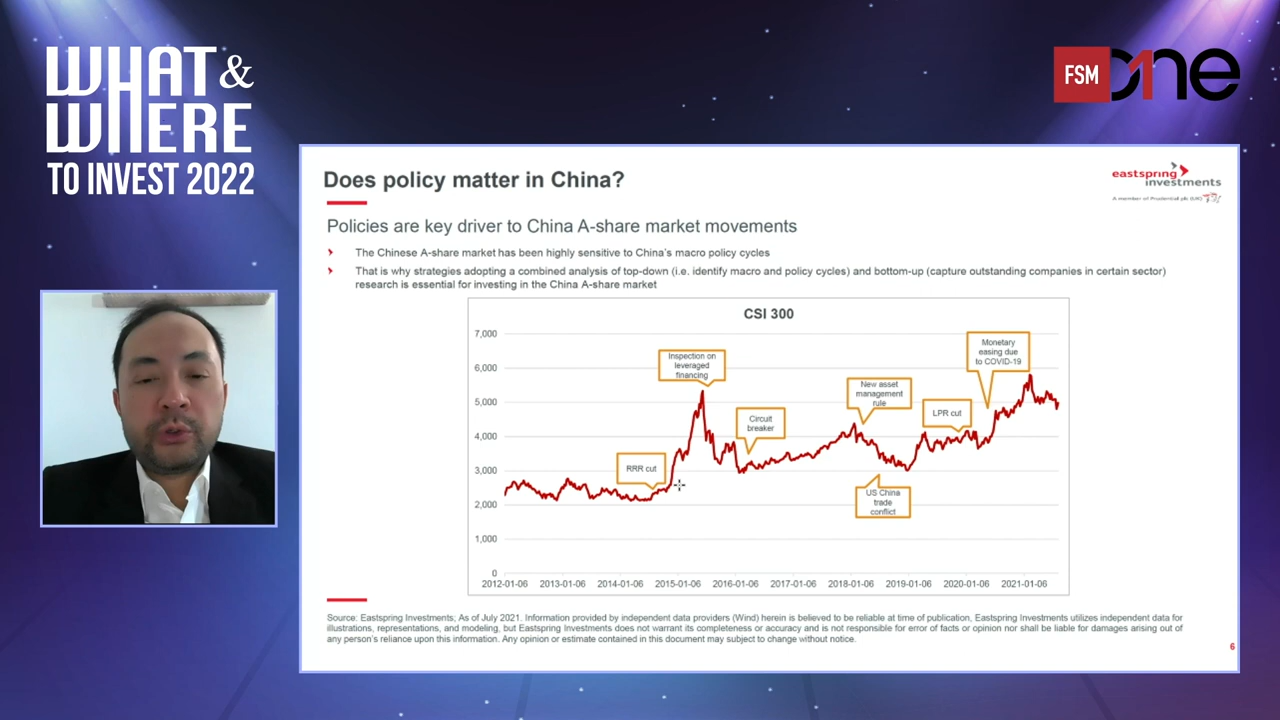 WHAT &
WHERE
TO INVEST 2022
FSM ONE
Does policy matter in China?
eastspring
investments
A member of Prudential plc (UK)
Policies are key driver to China A-share market movements
The Chinese A-share market has been highly sensitive to China's macro policy cycles
That is why strategies adopting a combined analysis of top-down (i.e. identify macro and policy cycles) and bottom-up (capture outstanding companies in certain sector)
research is essential for investing in the China A-share market
CSI 300
7,000
6,000
5,000
4,000
3,000
2,000
1,000
0
RRR cut
Inspection on
leveraged
financing
Circuit
breaker
New asset
management
rule
US China
trade
conflict
LPR cut
Monetary
easing due
to COVID-19
2012-01-06 2013-01-06 2014-01-06 2015-01-06 2016-01-06 2017-01-06 2018-01-06 2019-01-06 2020-01-06 2021-01-06
Source: Eastspring Investments; As of July 2021. Information provided by independent data providers (Wind) herein is believed to be reliable at time of publication, Eastspring Investments utilizes independent data for
illustrations, representations, and modeling, but Eastspring Investments does not warrant its completeness or accuracy and is not responsible for error of facts or opinion nor shall be liable for damages arising out of
any person's reliance upon this information. Any opinion or estimate contained in this document may subject to change without notice.
6